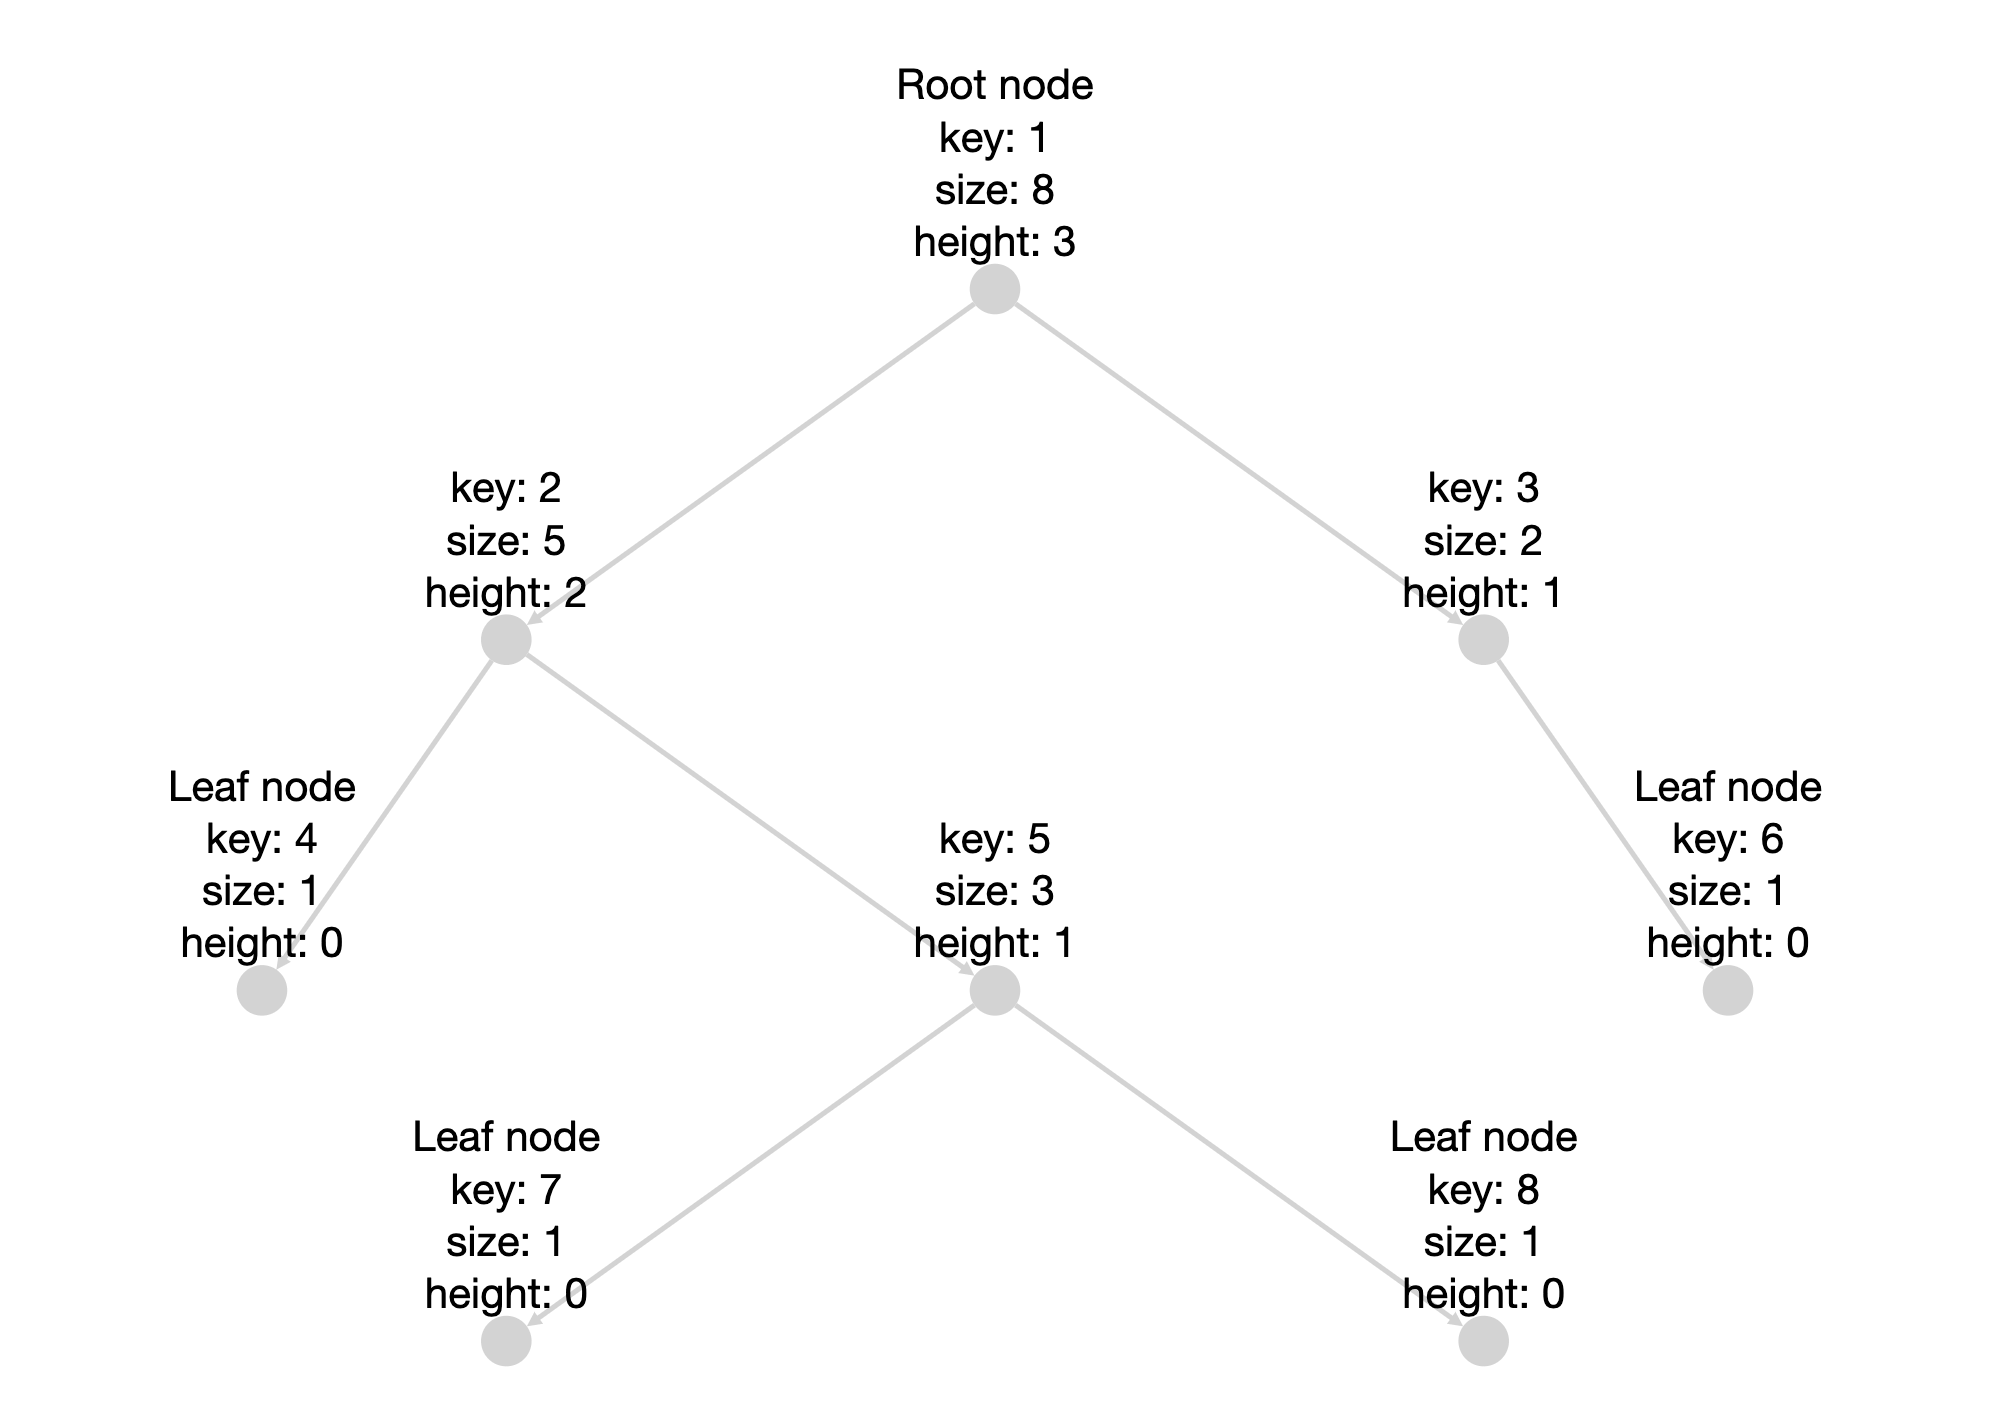 Root node
key: 1
size: 8
height: 3
key: 2
size: 5
height: 2
key: 3
size: 2
height: 1
Leaf node
key: 4
size: 1
height: 0
key: 5
size: 3
height: 1
Leaf node
key: 6
size: 1
height: 0
Leaf node
key: 7
size: 1
height: 0
Leaf node
key: 8
size: 1
height: 0